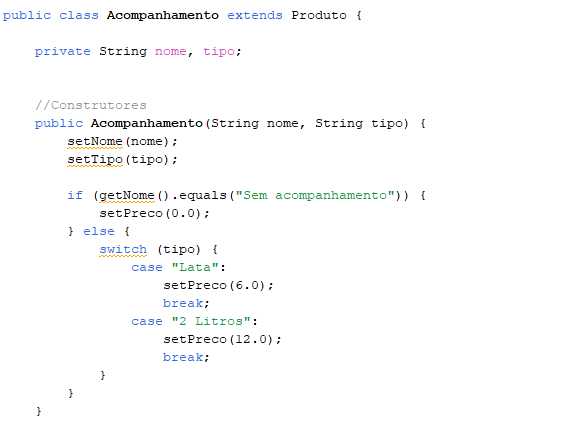 public class Acompanhamento extends Produto {
private String nome, tipo;
//Construtores
public Acompanhamento(String nome, String tipo) {
setNome(nome);
setTipo(tipo);
if (getNome().equals("Sem acompanhamento")) {
setPreco(0.0);
} else {
switch (tipo) {
case "Lata":
setPreco(6.0);
break;
case "2 Litros":
setPreco(12.0);
break;
}
}
}